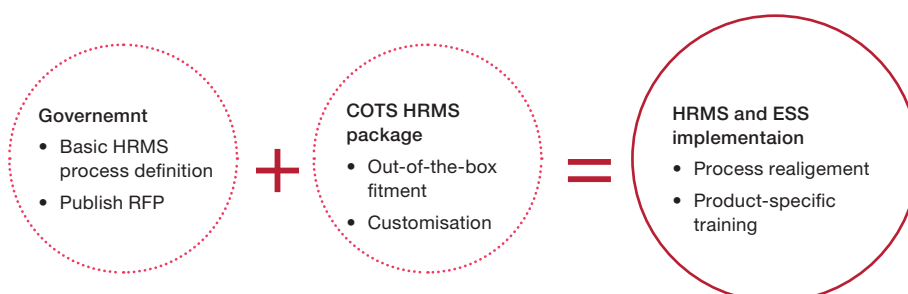 Governemnt
• Basic HRMS
process definition
• Publish RFP
+
COTS HRMS
package
• Out-of-the-box
fitment
• Customisation
=
HRMS and ESS
implementaion
• Process realigement
• Product-specific
training